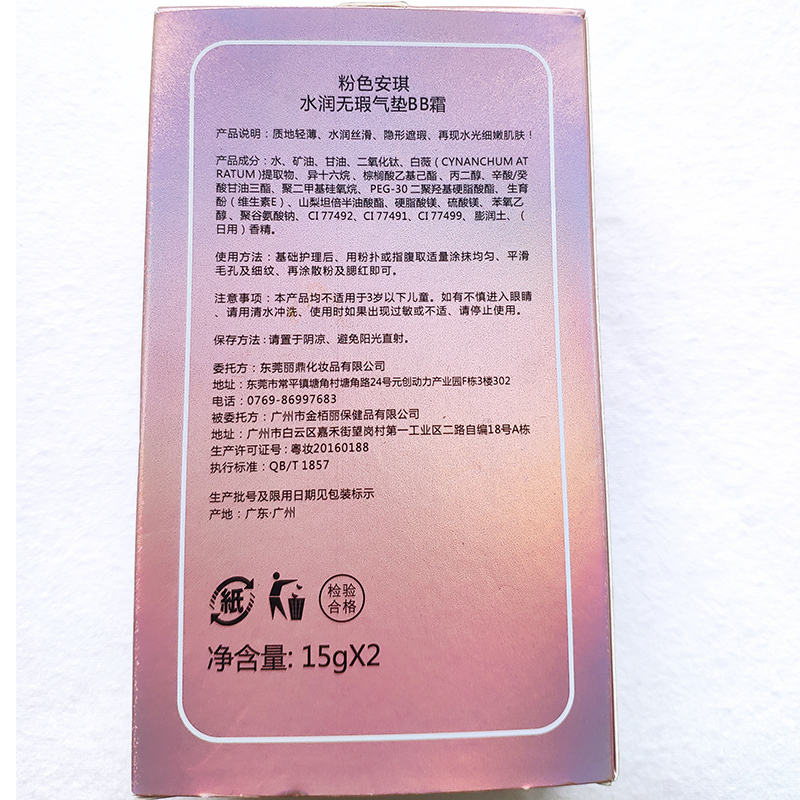 粉色安琪
水润无瑕气垫BB霜
产品说明：质地轻薄、水润丝滑、隐形遮瑕、再现水光细嫩肌肤！
产品成分：水、矿油、甘油、二氧化钛、白薇（CYNANCHUM AT
RATUM）提取物、异十六烷、棕榈酸乙基己酯、丙二醇、辛酸/癸
酸甘油三酯、聚二甲基硅氧烷、PEG-30 二聚羟基硬脂酸酯、生育
酚（维生素E）、山梨坦倍半油酸酯、硬脂酸镁、硫酸镁、苯氧乙
醇、聚谷氨酸钠、CI 77492、CI 77491、CI 77499、膨润土、（
日用）香精。
使用方法：基础护理后、用粉扑或指腹取适量涂抹均匀、平滑
毛孔及细纹、再涂散粉及腮红即可。
注意事项：本产品均不适用于3岁以下儿童。如有不慎进入眼睛
、请用清水冲洗、使用时如果出现过敏或不适、请停止使用。
保存方法：请置于阴凉、避免阳光直射。
委托方：东莞丽鼎化妆品有限公司
地址：东莞市常平镇塘角村塘角路24号元创动力产业园F栋3楼302
电话：0769-86997683
被委托方：广州市金栢丽保健品有限公司
地址：广州市白云区嘉禾街望岗村第一工业区二路自编18号A栋
生产许可证号：粤妆20160188
执行标准：QB/T 1857
生产批号及限用日期见包装标示
产地：广东·广州
紙
检验
合格
净含量: 15gX2